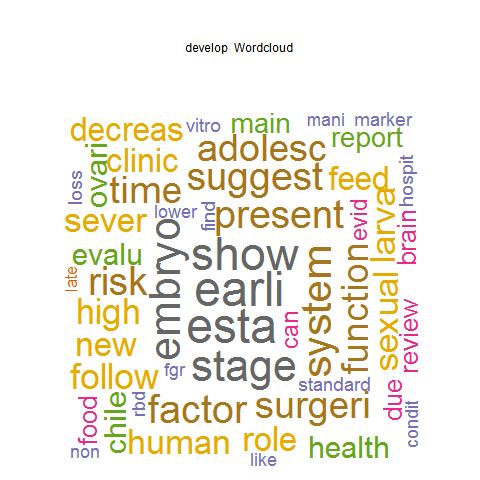 develop Wordcloud
decreas
vitro
main
mani
marker
report
adolesc
clinic
ovari
loss
time
suggest
feed
hospit
sever
lower
find
present
evid
larva
brain
evalu
embryo
show
system
function
sexual
late
risk
earli
high
esta
can
new
stage
review
follow
fgr
standard
due
food
chile
rbd
factor
surgeri
condit
non
human
role
like
health